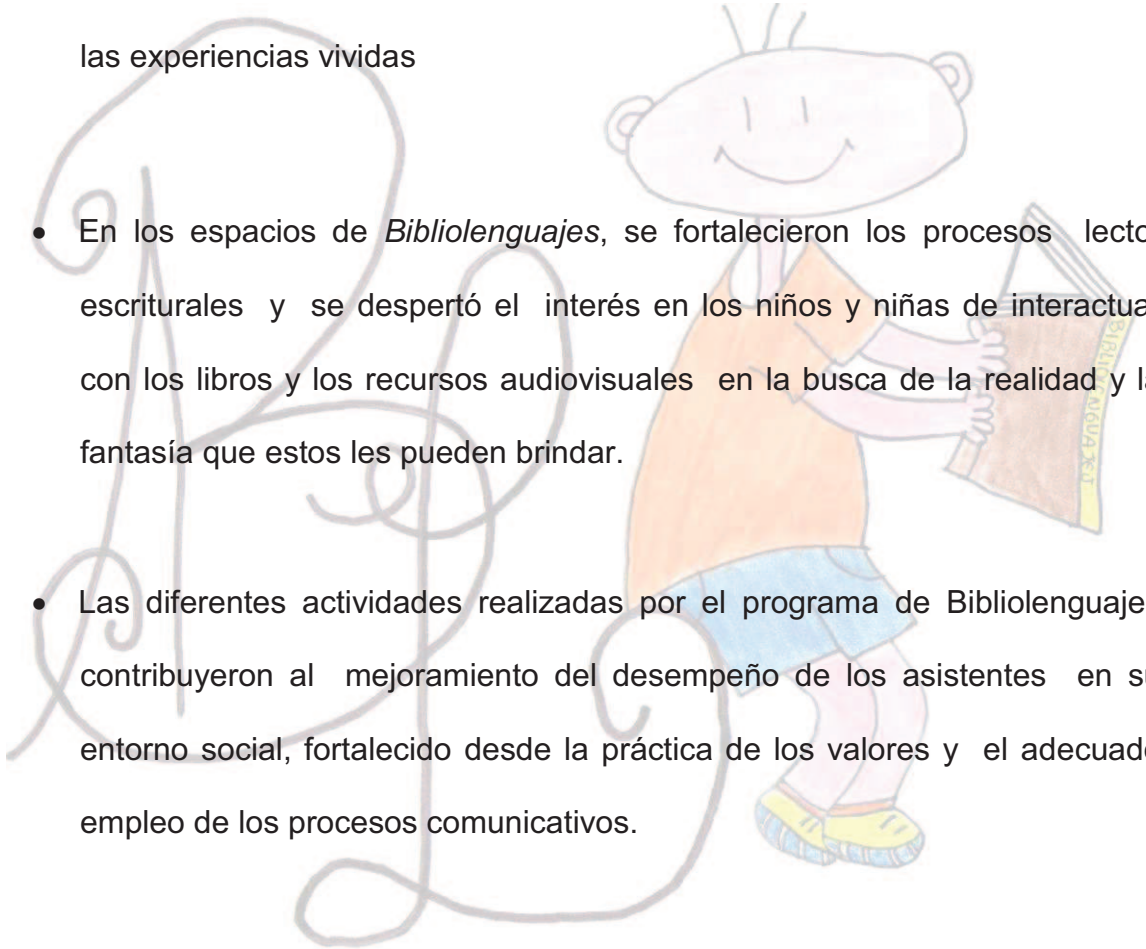 las experiencias vividas
• En los espacios de Bibliolenguajes, se fortalecieron los procesos lecto
escriturales y se despertó el interés en los niños y niñas de interactua
con los libros y los recursos audiovisuales en la busca de la realidad y la
fantasía que estos les pueden brindar.
BIBLIOLENGUAJES
• Las diferentes actividades realizadas por el programa de Bibliolenguaje
contribuyeron al mejoramiento del desempeño de los asistentes en su
entorno social, fortalecido desde la práctica de los valores y el adecuado
empleo de los procesos comunicativos.